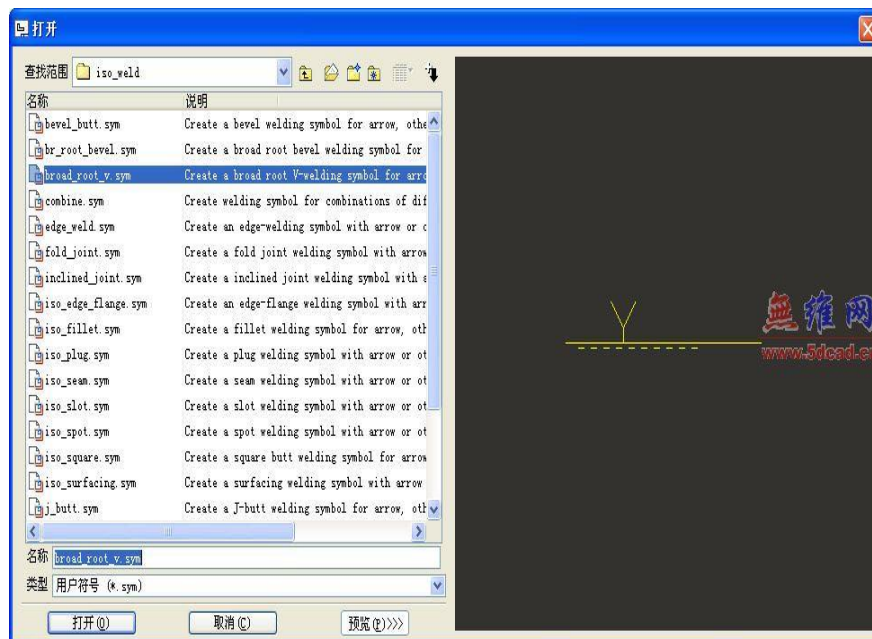 打开
查找范围 iso_weld
名称 说明
bevel_butt.sym Create a bevel welding symbol for arrow, othe
br_root_bevel.sym Create a broad root bevel welding symbol for
broad_root_v.sym Create a broad root V-welding symbol for arro
combine.sym Create welding symbol for combinations of dif
edge_weld.sym Create an edge-welding symbol with arrow or o
fold_joint.sym Create a fold joint welding symbol with arrow
inclined_joint.sym Create a inclined joint welding symbol with a
iso_edge_flange.sym Create an edge-flange welding symbol with arr
iso_fillet.sym Create a fillet welding symbol for arrow, oth
iso_plug.sym Create a plug welding symbol with arrow or ot
iso_seam.sym Create a seam welding symbol with arrow or ot
iso_slot.sym Create a slot welding symbol with arrow or ot
iso_spot.sym Create a spot welding symbol with arrow or ot
iso_square.sym Create a square butt welding symbol for arrow
iso_surfacing.sym Create a surfacing welding symbol with arrow
j_butt.sym Create a J-butt welding symbol for arrow, oth
無维网
www.5dcad.c
名称 broad_root_v.sym
类型 用户符号 (*.sym)
打开(O) 取消(C) 预览(P)>>>